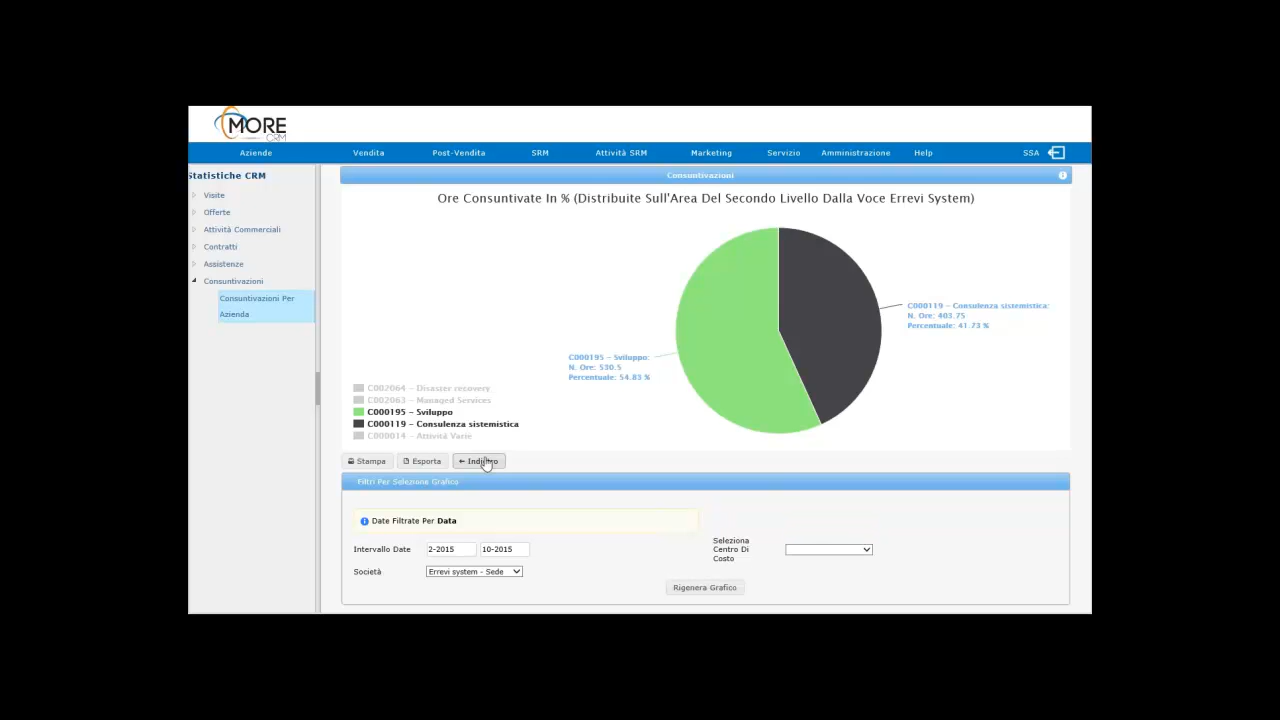 MORE
CRM
Aziende Vendita Post-Vendita SRM Attività SRM Marketing Servizio Amministrazione Help SSA
Statistiche CRM
Visite
Offerte
Attività Commerciali
Contratti
Assistenze
Consuntivazioni
Consuntivazioni Per
Azienda
Consuntivazioni
Ore Consuntivate In % (Distribuite Sull'Area Del Secondo Livello Dalla Voce Errevi System)
C000119 – Consulenza sistemistica:
N. Ore: 403.75
Percentuale: 41.73 %
C000195 – Sviluppo:
N. Ore: 530.5
Percentuale: 54.83 %
C002064 – Disaster recovery
C002063 – Managed Services
C000195 – Sviluppo
C000119 – Consulenza sistemistica
C000014 – Attività Varie
Stampa Esporta Indietro
Filtri Per Selezione Grafico
Date Filtrate Per Data
Intervallo Date 2-2015 10-2015
Seleziona
Centro Di
Costo
Società Errevi system - Sede
Rigenera Grafico